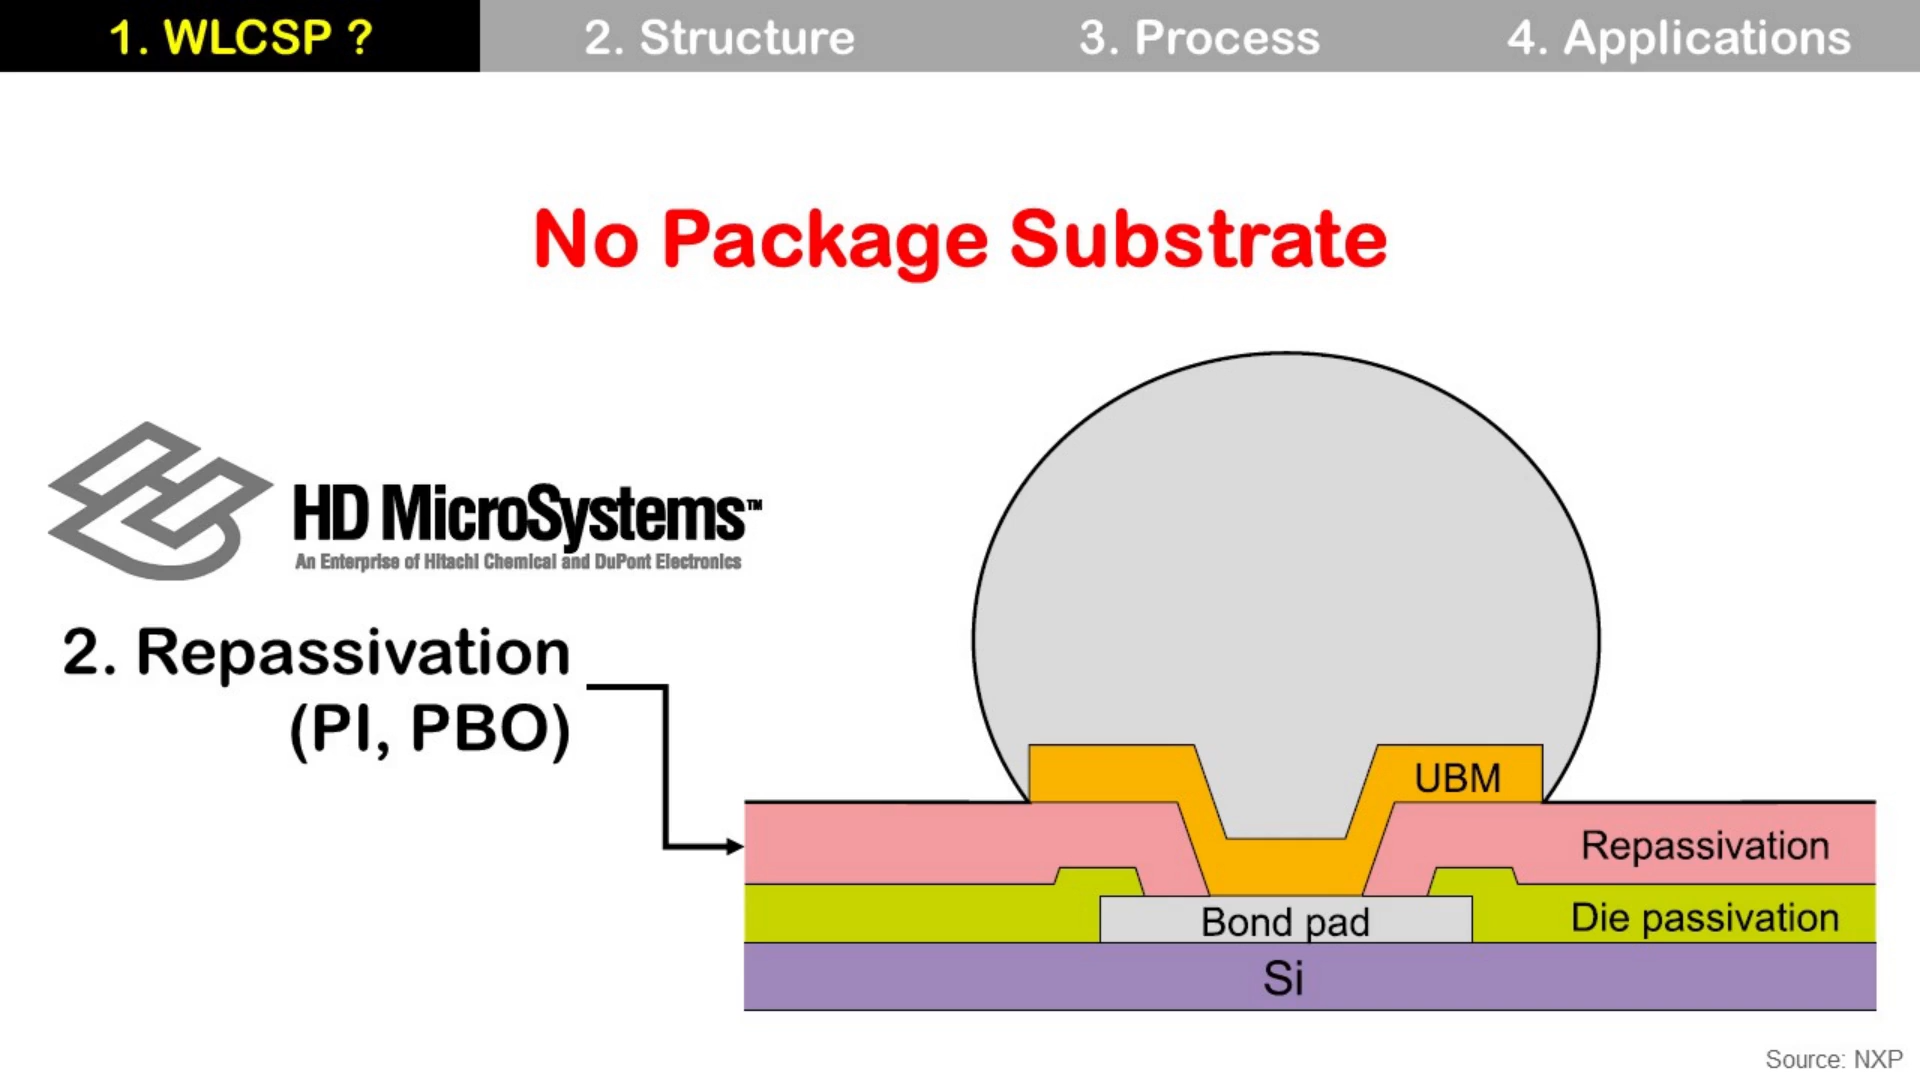 1. WLCSP ?
2. Structure
3. Process
4. Applications
No Package Substrate
HD MicroSystems™
An Enterprise of Hitachi Chemical and DuPont Electronics
2. Repassivation
(PI, PBO)
UBM
Repassivation
Bond pad
Die passivation
Si
Source: NXP